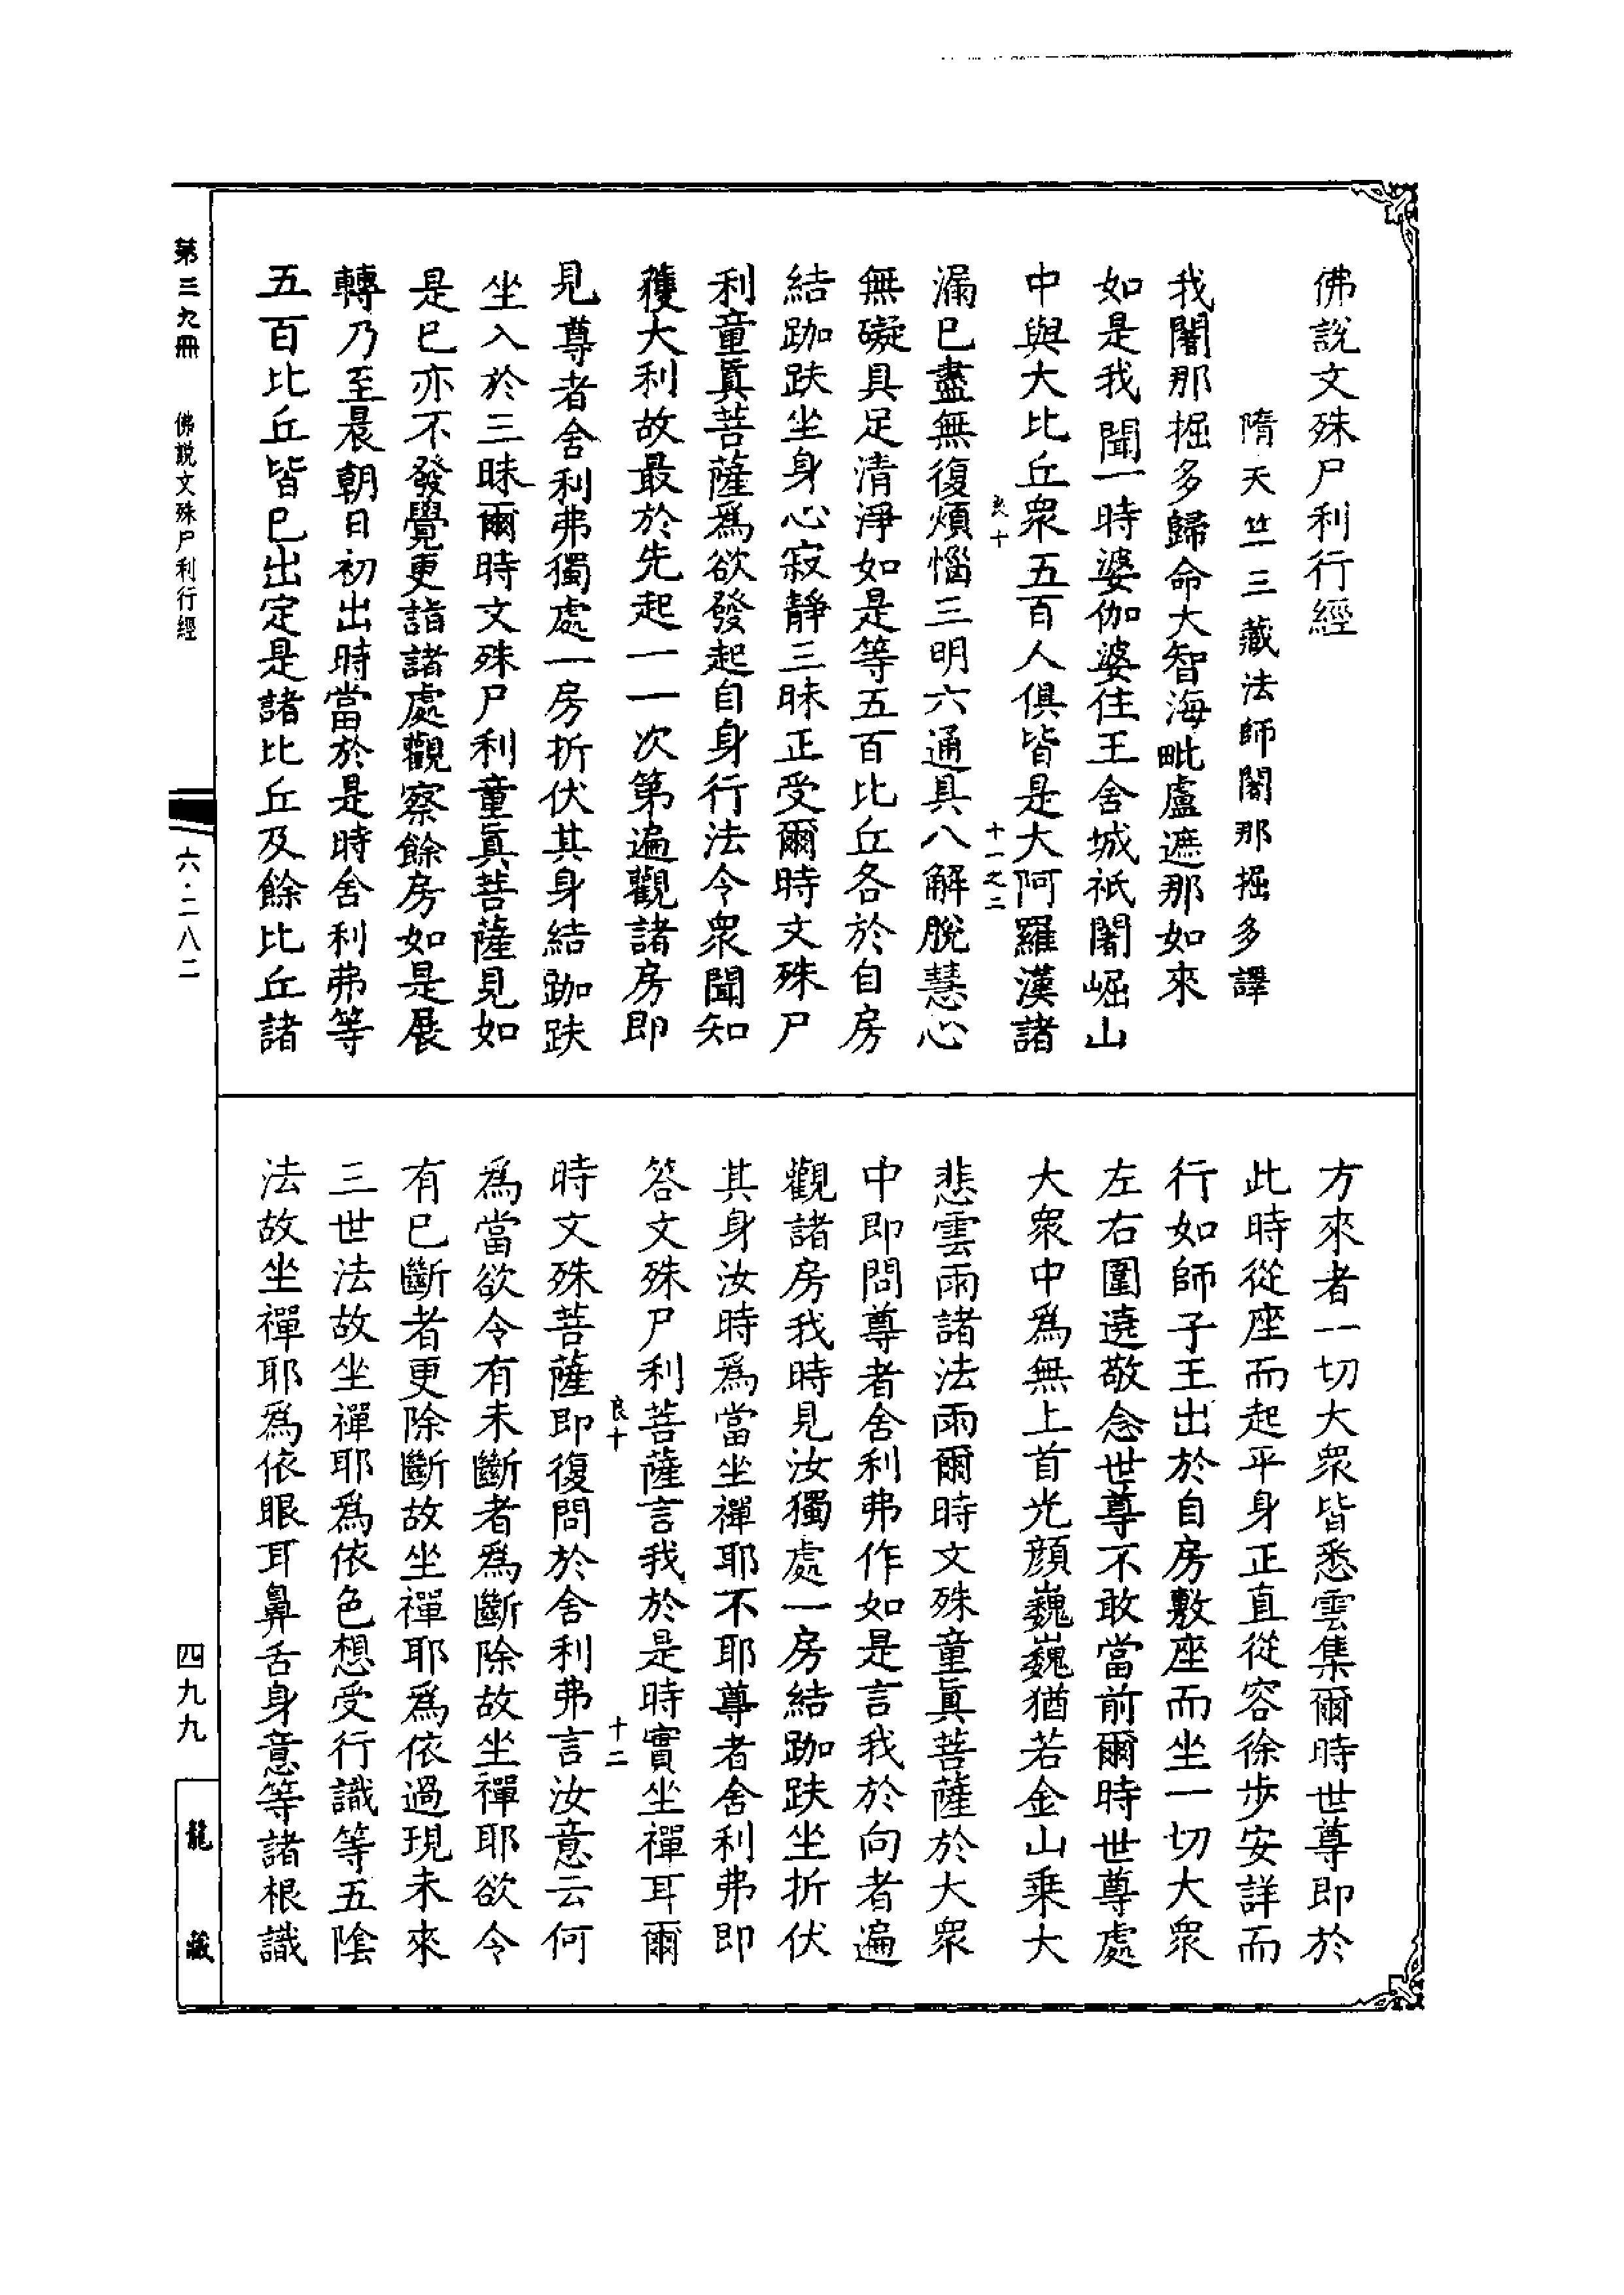 佛說文殊尸利行經
隋天竺三藏法師闍那掘多譯
我闍那掘多歸命大智海毗盧遮那如來
如是我聞一時婆伽婆住王舍城祇闍崛山
中與大比丘衆五百人俱皆是大阿羅漢諸
良十
十一之二
漏已盡無復煩惱三明六通具八解脫慧心
無礙具足清淨如是等五百比丘各於自房
結跏趺坐身心寂靜三昧正受爾時文殊尸
利童眞菩薩爲欲發起自身行法令衆聞知
獲大利故最於先起一一次第遍觀諸房即
見尊者舍利弗獨處一房折伏其身結跏趺
坐入於三昧爾時文殊尸利童眞菩薩見如
是已亦不發覺更詣諸處觀察餘房如是展
轉乃至晨朝日初出時當於是時舍利弗等
五百比丘皆已出定是諸比丘及餘比丘諸
方來者一切大衆皆悉雲集爾時世尊即於
此時從座而起平身正直從容徐步安詳而
行如師子王出於自房敷座而坐一切大衆
左右圍遶敬念世尊不敢當前爾時世尊處
大衆中爲無上首光顏巍巍猶若金山乘大
悲雲雨諸法雨爾時文殊童眞菩薩於大衆
中即問尊者舍利弗作如是言我於向者遍
觀諸房我時見汝獨處一房結跏趺坐折伏
其身汝時爲當坐禪耶不耶尊者舍利弗即
答文殊尸利菩薩言我於是時實坐禪耳爾
良十
十二
時文殊菩薩即復問於舍利弗言汝意云何
爲當欲令有未斷者爲斷除故坐禪耶欲令
有已斷者更除斷故坐禪耶爲依過現未來
三世法故坐禪耶爲依色想受行識等五陰
法故坐禪耶爲依眼耳鼻舌身意等諸根識
第三九冊
佛說文殊尸利行經
六·二八二
四九九
龍藏